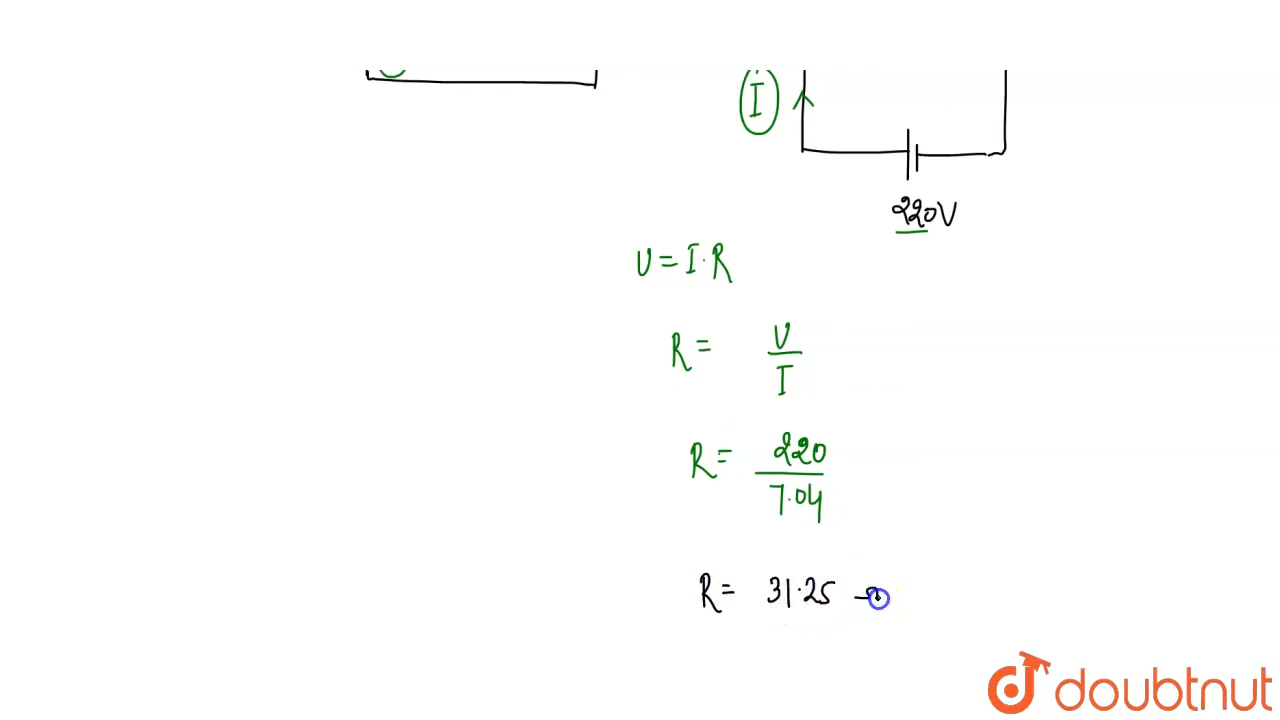 I
220V
V = I · R
R = V
I
R = 220
7.04
R = 31.25
doubtnut